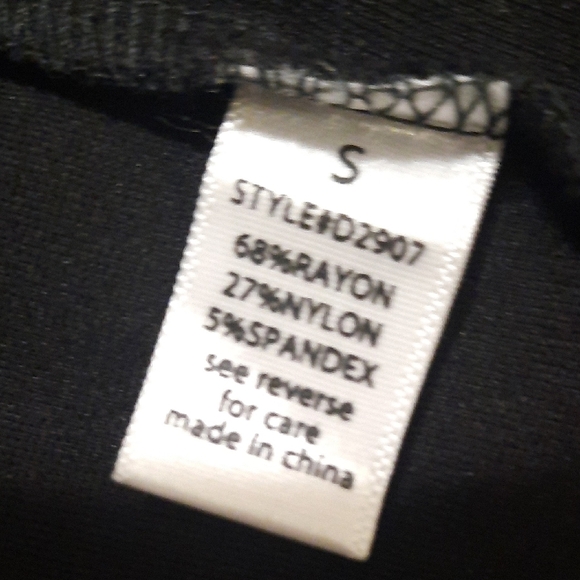 S
STYLE#D2907
68%RAYON
27%NYLON
5%SPANDEX
see reverse
for care
made in china